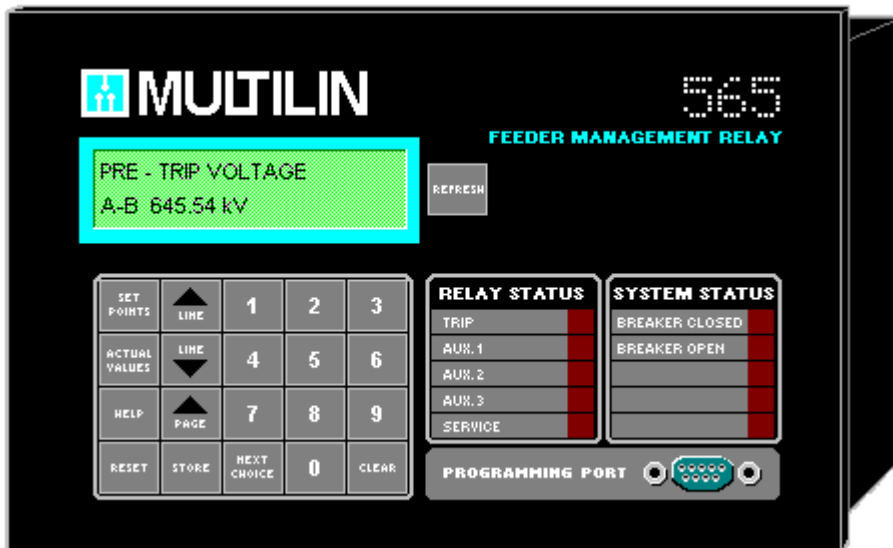 MULTILIN
565
FEEDER MANAGEMENT RELAY
PRE - TRIP VOLTAGE
A-B 645.54 kV
REFRESH
SET
POINTS
LINE
1
2
3
ACTUAL
VALUES
LINE
4
5
6
HELP
PAGE
7
8
9
RESET
STORE
NEXT
CHOICE
0
CLEAR
RELAY STATUS
TRIP
AUX.1
AUX.2
AUX.3
SERVICE
SYSTEM STATUS
BREAKER CLOSED
BREAKER OPEN
PROGRAMMING PORT